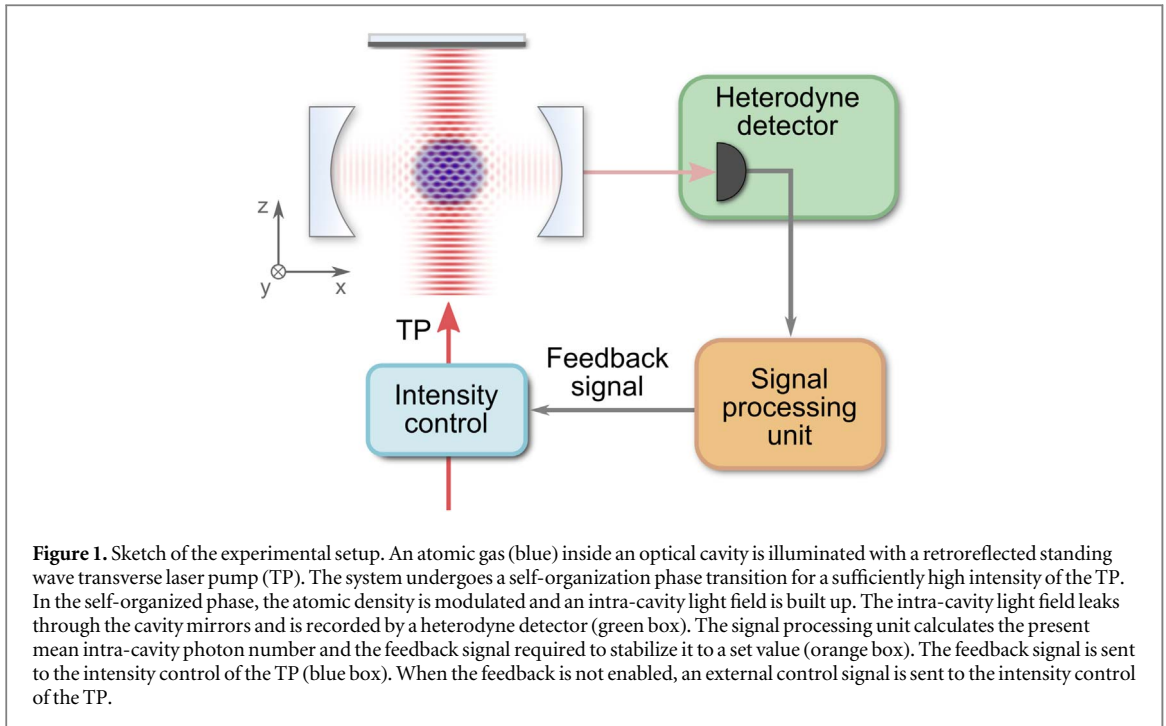 Heterodyne
detector
z
y
x
TP
Feedback
signal
Intensity
control
Signal
processing
unit
Figure 1. Sketch of the experimental setup. An atomic gas (blue) inside an optical cavity is illuminated with a retroreflected standing
wave transverse laser pump (TP). The system undergoes a self-organization phase transition for a sufficiently high intensity of the TP.
In the self-organized phase, the atomic density is modulated and an intra-cavity light field is built up. The intra-cavity light field leaks
through the cavity mirrors and is recorded by a heterodyne detector (green box). The signal processing unit calculates the present
mean intra-cavity photon number and the feedback signal required to stabilize it to a set value (orange box). The feedback signal is sent
to the intensity control of the TP (blue box). When the feedback is not enabled, an external control signal is sent to the intensity control
of the TP.